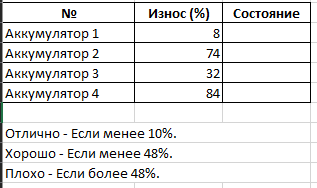 № Износ (%) Состояние
Аккумулятор 1 8
Аккумулятор 2 74
Аккумулятор 3 32
Аккумулятор 4 84
Отлично - Если менее 10%.
Хорошо - Если менее 48%.
Плохо - Если более 48%.